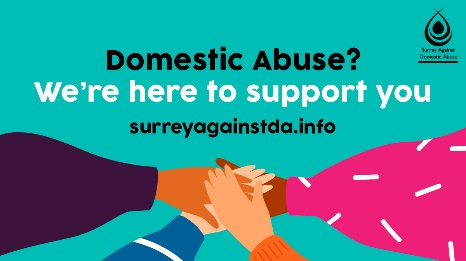 Surrey Against
Domestic Abuse
Domestic Abuse?
We're here to support you
surreyagainstda.info